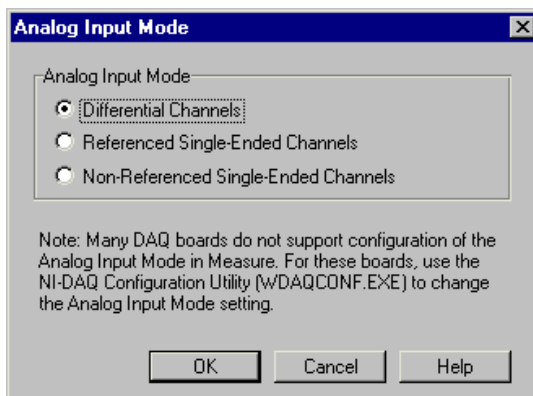 Analog Input Mode
Analog Input Mode
Differential Channels
Referenced Single-Ended Channels
Non-Referenced Single-Ended Channels
Note: Many DAQ boards do not support configuration of the
Analog Input Mode in Measure. For these boards, use the
NI-DAQ Configuration Utility (WDAQCONF.EXE) to change
the Analog Input Mode setting.
OK Cancel Help